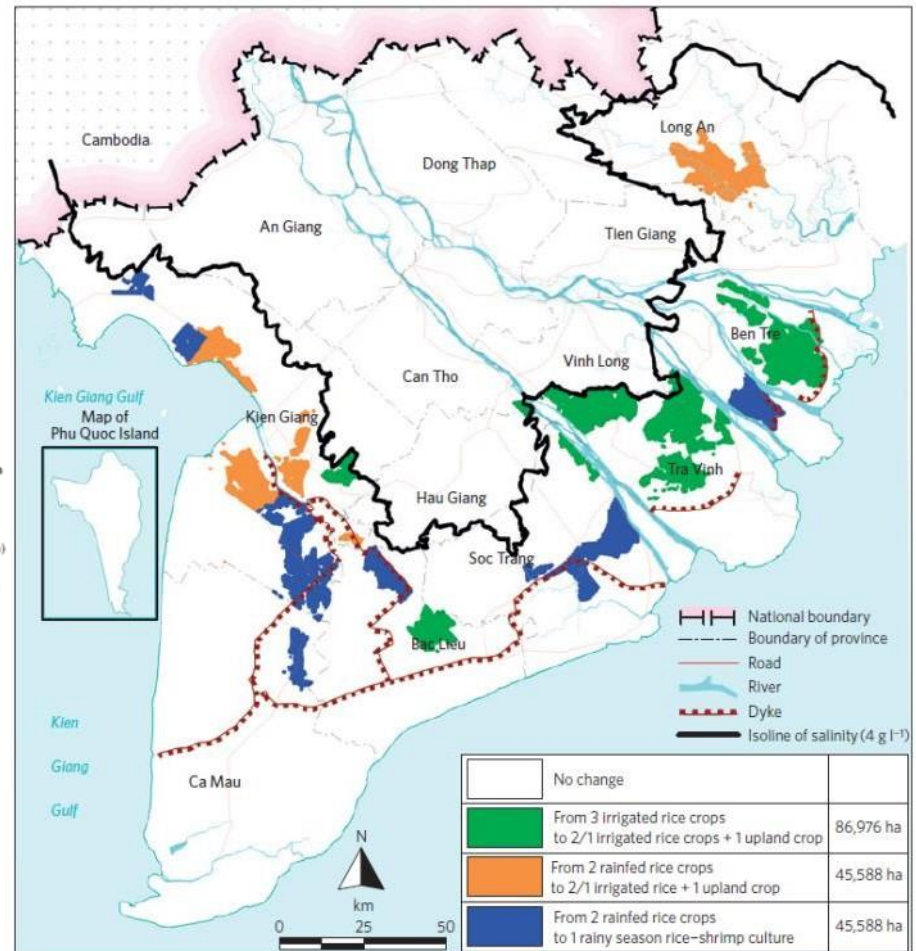 Cambodia
Long An
Dong Thap
An Giang
Tien Giang
Ben Tre
Vinh Long
Can Tho
Kien Giang Gulf
Map of
Phu Quoc Island
Kien Giang
Tra Vinh
Hau Giang
Soc Trang
Bac Lieu
National boundary
Boundary of province
Road
River
Dyke
Isoline of salinity (4 g l⁻¹)
Kien
Giang
Gulf
Ca Mau
N
km
0 25 50
No change
From 3 irrigated rice crops
to 2/1 irrigated rice crops + 1 upland crop
86,976 ha
From 2 rainfed rice crops
to 2/1 irrigated rice + 1 upland crop
45,588 ha
From 2 rainfed rice crops
to 1 rainy season rice–shrimp culture
45,588 ha